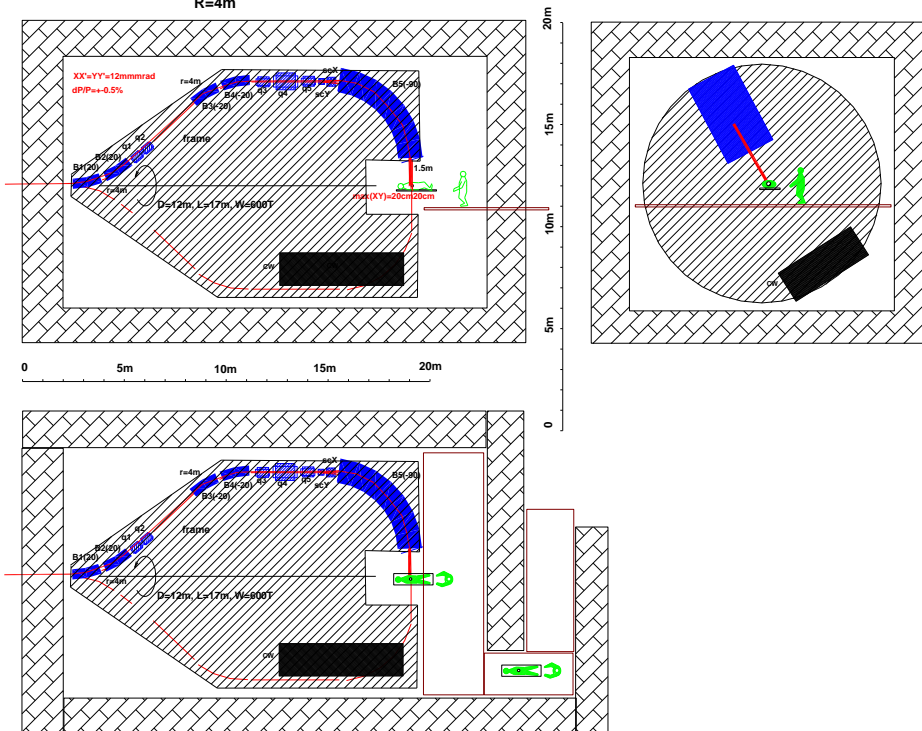 R=4m
XX'=YY'=12mmmrad
dP/P=+-0.5%
r=4m
scX
B5(-90)
B4(-20)
q3
q4
q5
scY
B3(-20)
frame
q2
q1
B2(20)
B1(20)
r=4m
1.5m
max(XY)=20cm20cm
D=12m, L=17m, W=600T
cw
20m
15m
10m
5m
0
cw
0
5m
10m
15m
20m
r=4m
scX
B5(-90)
B4(-20)
q3
q4
q5
scY
B3(-20)
frame
q2
q1
B2(20)
B1(20)
r=4m
D=12m, L=17m, W=600T
cw